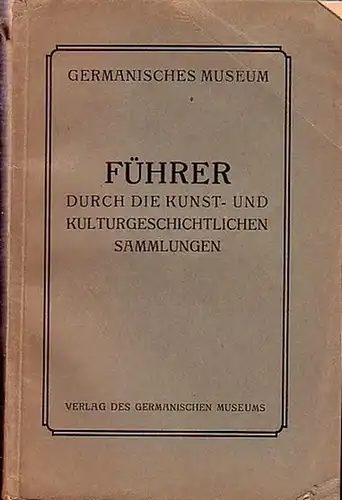 GERMANISCHES MUSEUM
FÜHRER
DURCH DIE KUNST- UND
KULTURGESCHICHTLICHEN
SAMMLUNGEN
VERLAG DES GERMANISCHEN MUSEUMS